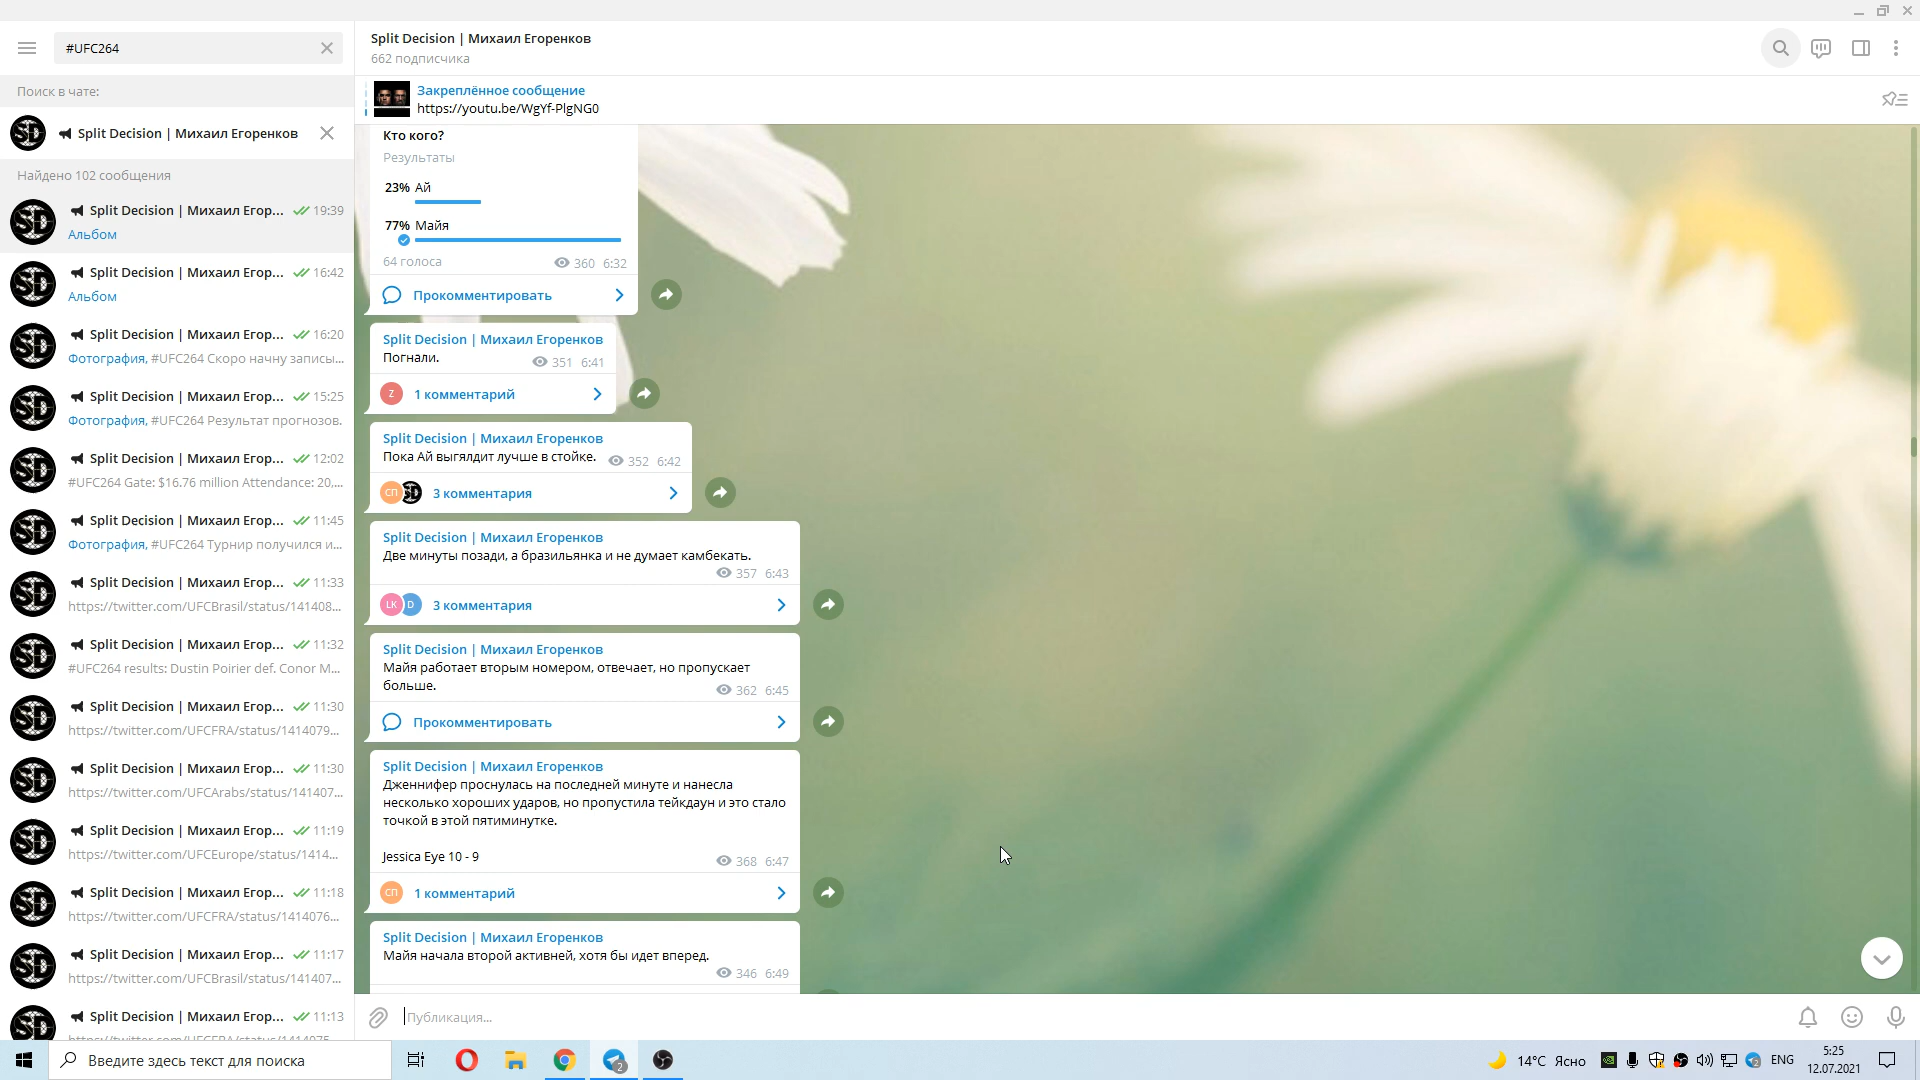 #UFC264
Поиск в чате:
Split Decision | Михаил Егоренков
Найдено 102 сообщения
Split Decision | Михаил Егор... 19:39
Альбом
Split Decision | Михаил Егор... 16:42
Альбом
Split Decision | Михаил Егор... 16:20
Фотография, #UFC264 Скоро начну записы...
Split Decision | Михаил Егор... 15:25
Фотография, #UFC264 Результат прогнозов.
Split Decision | Михаил Егор... 12:02
#UFC264 Gate: $16.76 million Attendance: 20,...
Split Decision | Михаил Егор... 11:45
Фотография, #UFC264 Турнир получился и...
Split Decision | Михаил Егор... 11:33
https://twitter.com/UFCBrasil/status/141408...
Split Decision | Михаил Егор... 11:32
#UFC264 results: Dustin Poirier def. Conor M...
Split Decision | Михаил Егор... 11:30
https://twitter.com/UFCFRA/status/1414079...
Split Decision | Михаил Егор... 11:30
https://twitter.com/UFCArabs/status/141407...
Split Decision | Михаил Егор... 11:19
https://twitter.com/UFCEurope/status/1414...
Split Decision | Михаил Егор... 11:18
https://twitter.com/UFCFRA/status/1414076...
Split Decision | Михаил Егор... 11:17
https://twitter.com/UFCBrasil/status/141407...
Split Decision | Михаил Егор... 11:13
Split Decision | Михаил Егоренков
662 подписчика
Закреплённое сообщение
https://youtu.be/WgYf-PlgNG0
Кто кого?
Результаты
23% Ай
77% Майя
64 голоса 360 6:32
Прокомментировать
Split Decision | Михаил Егоренков
Погнали. 351 6:41
Z 1 комментарий
Split Decision | Михаил Егоренков
Пока Ай выгялдит лучше в стойке. 352 6:42
СП 3 комментария
Split Decision | Михаил Егоренков
Две минуты позади, а бразильянка и не думает камбекать.
357 6:43
LK D 3 комментария
Split Decision | Михаил Егоренков
Майя работает вторым номером, отвечает, но пропускает
больше. 362 6:45
Прокомментировать
Split Decision | Михаил Егоренков
Дженнифер проснулась на последней минуте и нанесла
несколько хороших ударов, но пропустила тейкдаун и это стало
точкой в этой пятиминутке.
Jessica Eye 10 - 9 368 6:47
СП 1 комментарий
Split Decision | Михаил Егоренков
Майя начала второй активней, хотя бы идет вперед.
346 6:49
Публикация...
Введите здесь текст для поиска
2
14°C Ясно
2
ENG
5:25
12.07.2021